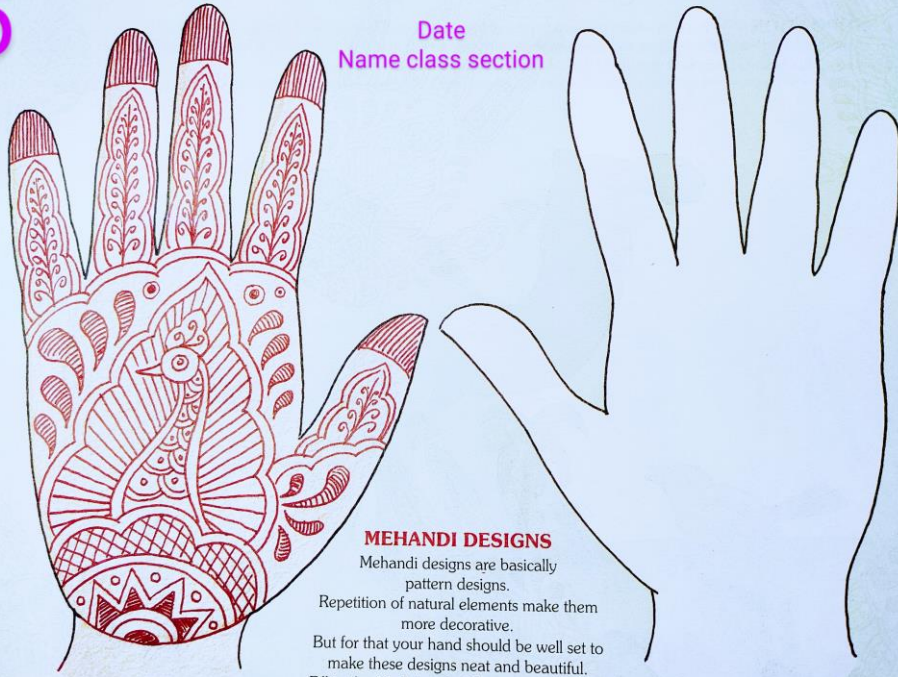 Date
Name class section
MEHANDI DESIGNS
Mehandi designs are basically
pattern designs.
Repetition of natural elements make them
more decorative.
But for that your hand should be well set to
make these designs neat and beautiful.